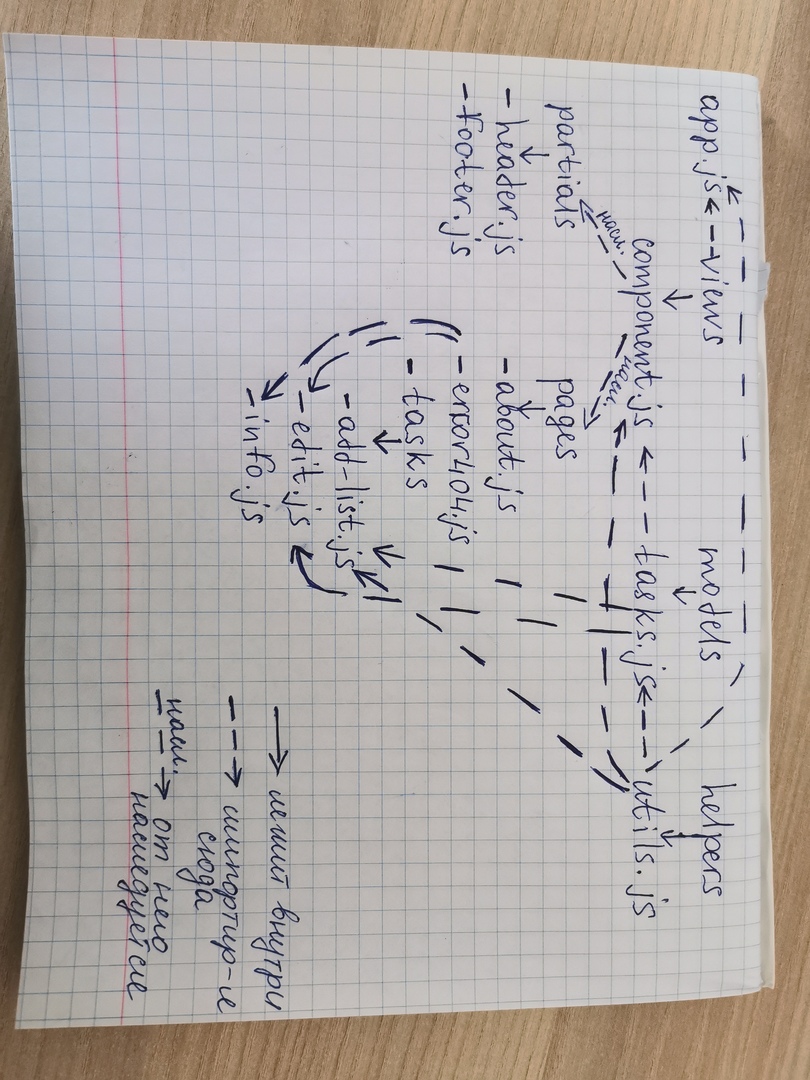 app.js views models helpers
component.js tasks.js utils.js
насл. насл.
partials pages
- header.js - about.js
- footer.js - error404.js
- tasks
- add-list.js
- edit.js
- info.js
лежит внутри
импортир-я
сюда
насл.
от него
наследуется